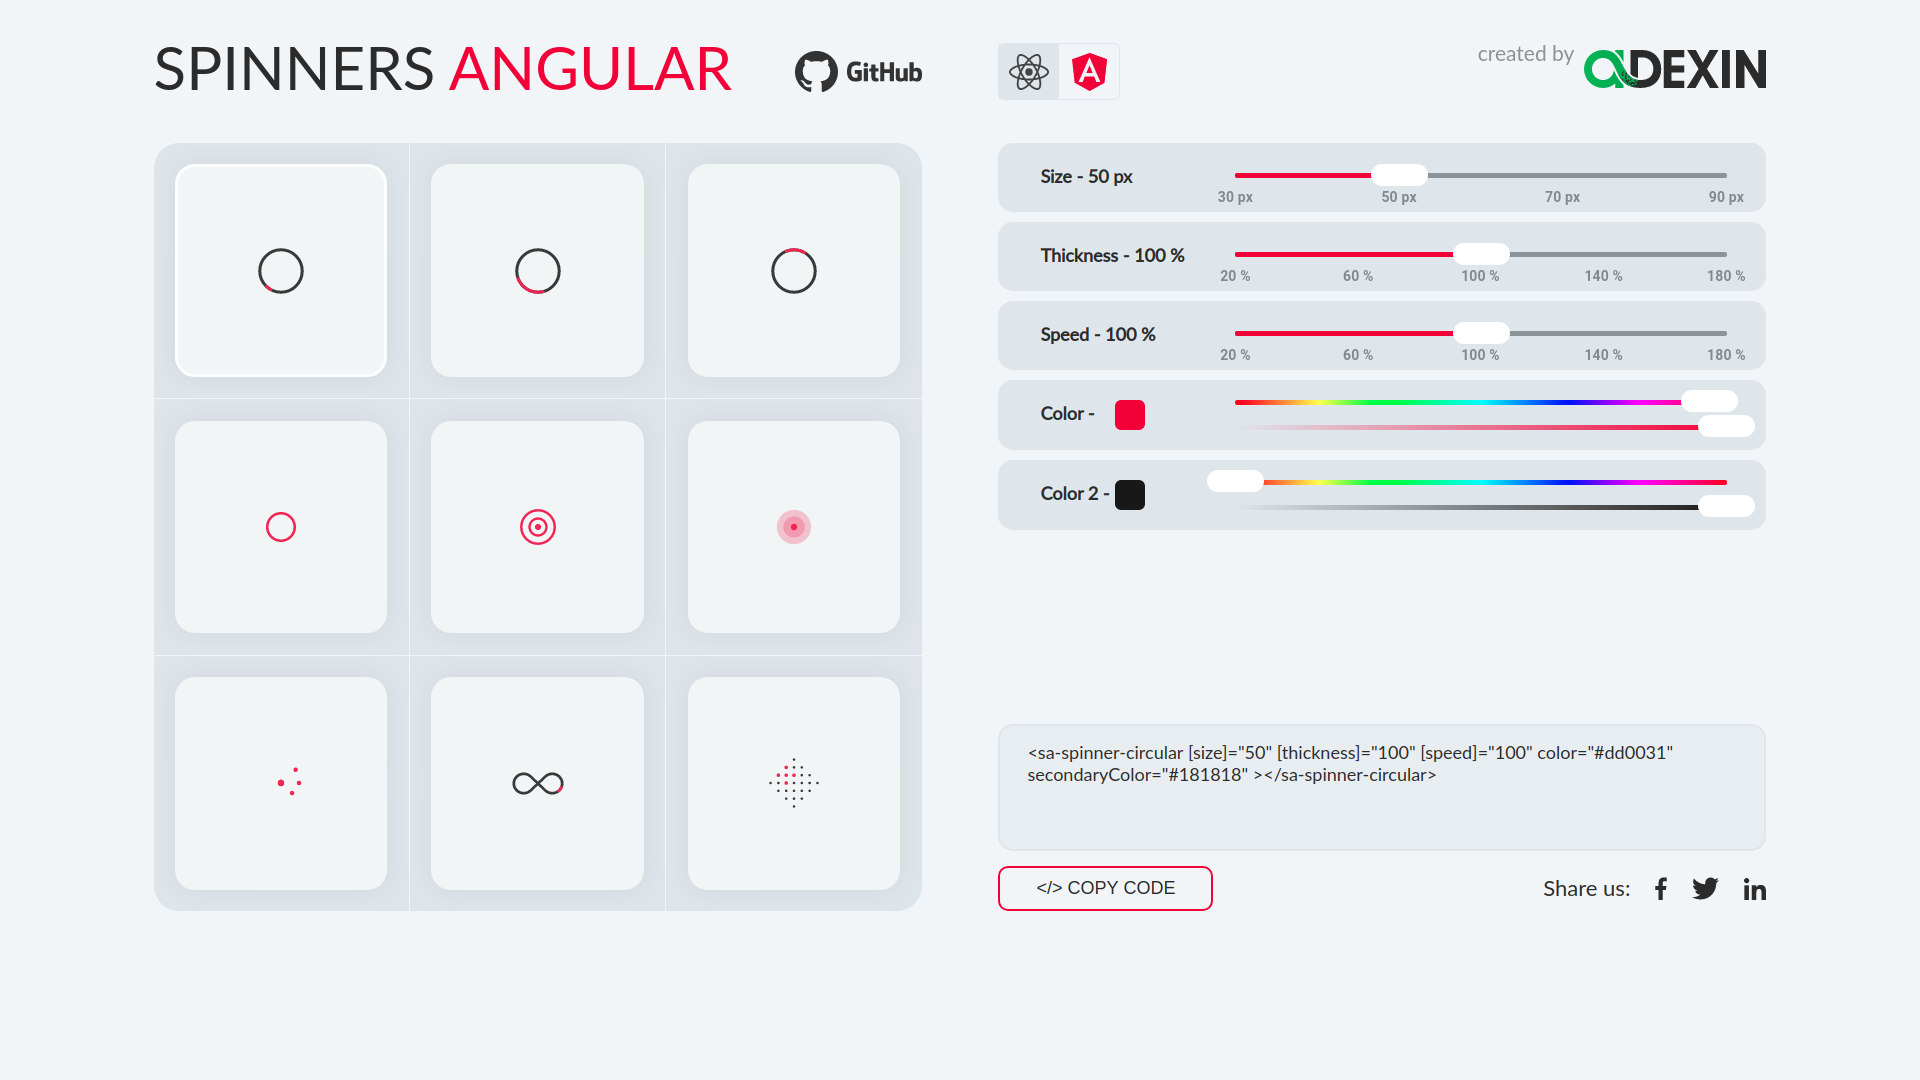 SPINNERS ANGULAR
GitHub
created by
aDEXIN
Size - 50 px
30 px 50 px 70 px 90 px
Thickness - 100 %
20 % 60 % 100 % 140 % 180 %
Speed - 100 %
20 % 60 % 100 % 140 % 180 %
Color -
Color 2 -
<sa-spinner-circular [size]="50" [thickness]="100" [speed]="100" color="#dd0031"
secondaryColor="#181818" ></sa-spinner-circular>
</> COPY CODE
Share us: